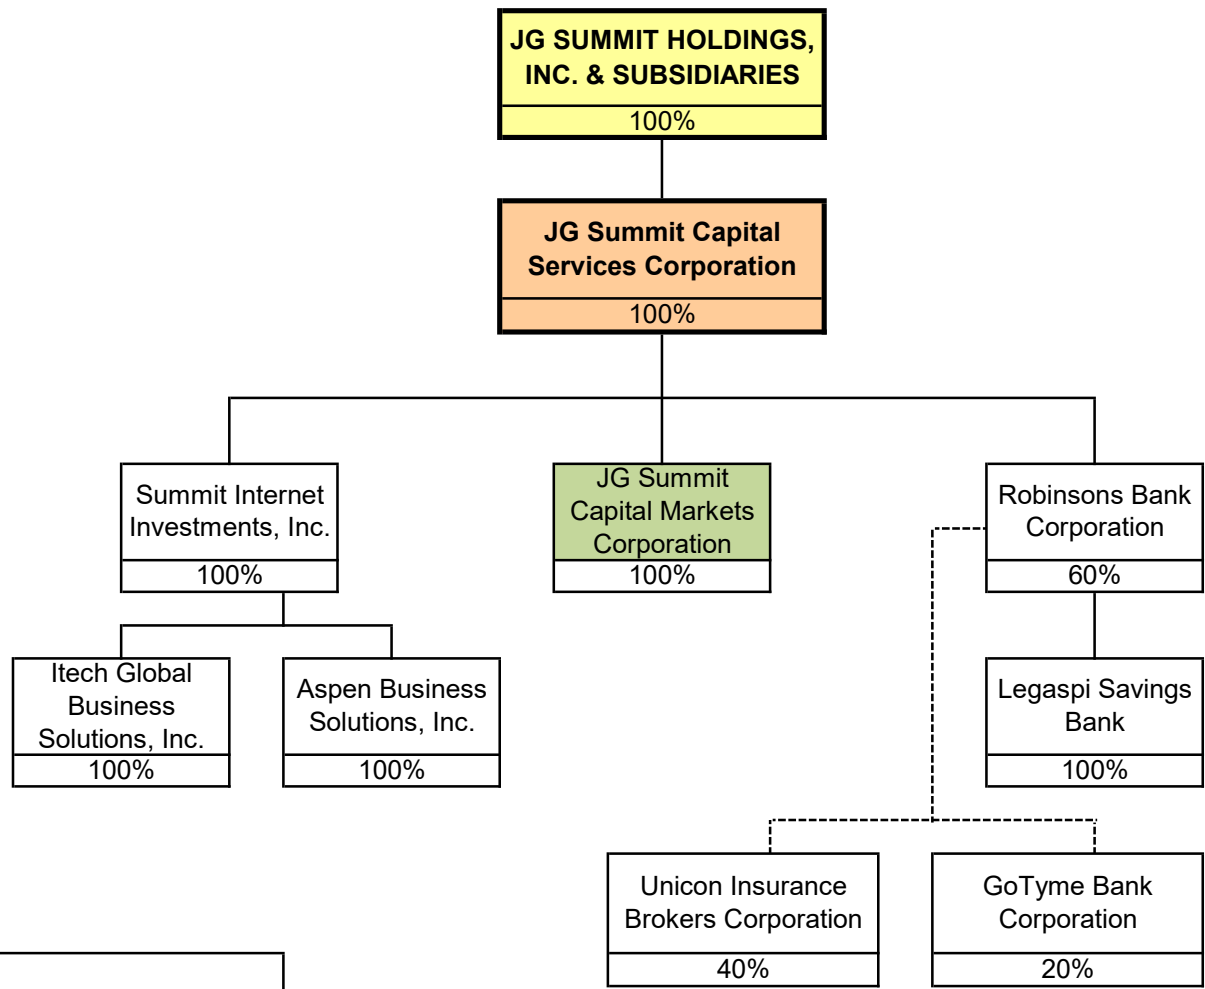 JG SUMMIT HOLDINGS,
INC. & SUBSIDIARIES
100%
JG Summit Capital
Services Corporation
100%
Summit Internet
Investments, Inc.
100%
JG Summit
Capital Markets
Corporation
100%
Robinsons Bank
Corporation
60%
Itech Global
Business
Solutions, Inc.
100%
Aspen Business
Solutions, Inc.
100%
Legaspi Savings
Bank
100%
Unicon Insurance
Brokers Corporation
40%
GoTyme Bank
Corporation
20%